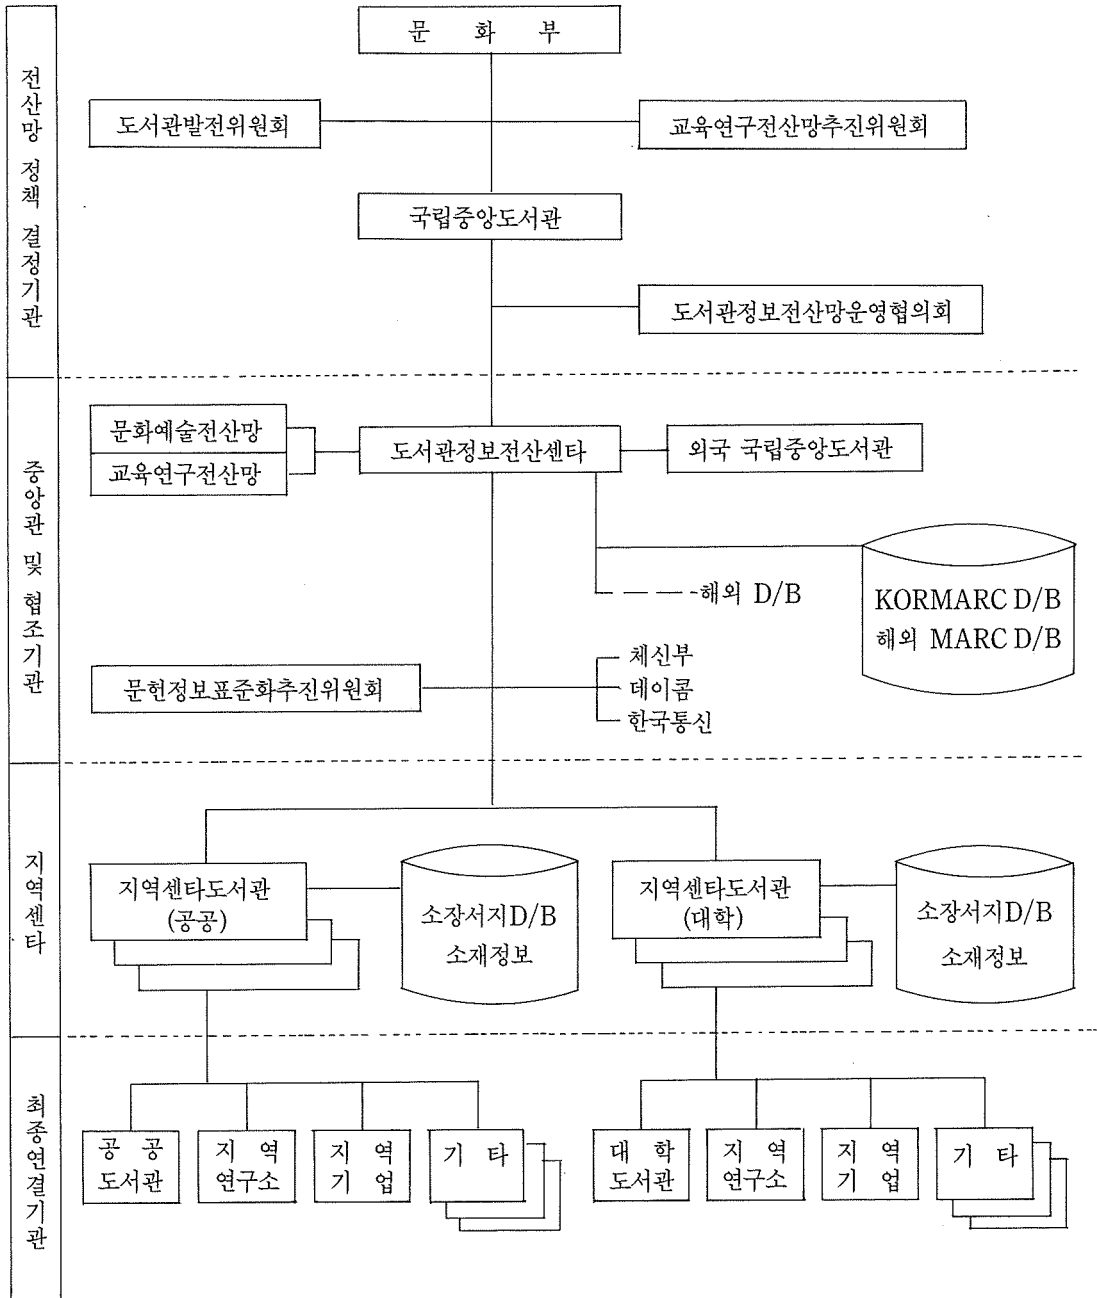 전산망 정책 결정기관
문 화 부
도서관발전위원회
교육연구전산망추진위원회
국립중앙도서관
도서관정보전산망운영협의회
중앙관 및 협조기관
문화예술전산망
교육연구전산망
도서관정보전산센타
외국 국립중앙도서관
해외 D/B
KORMARC D/B
해외 MARC D/B
문헌정보표준화추진위원회
체신부
데이콤
한국통신
지역센타
지역센타도서관
(공공)
소장서지D/B
소재정보
지역센타도서관
(대학)
소장서지D/B
소재정보
최종연결기관
공 공
도서관
지 역
연구소
지 역
기 업
기 타
대 학
도서관
지 역
연구소
지 역
기 업
기 타